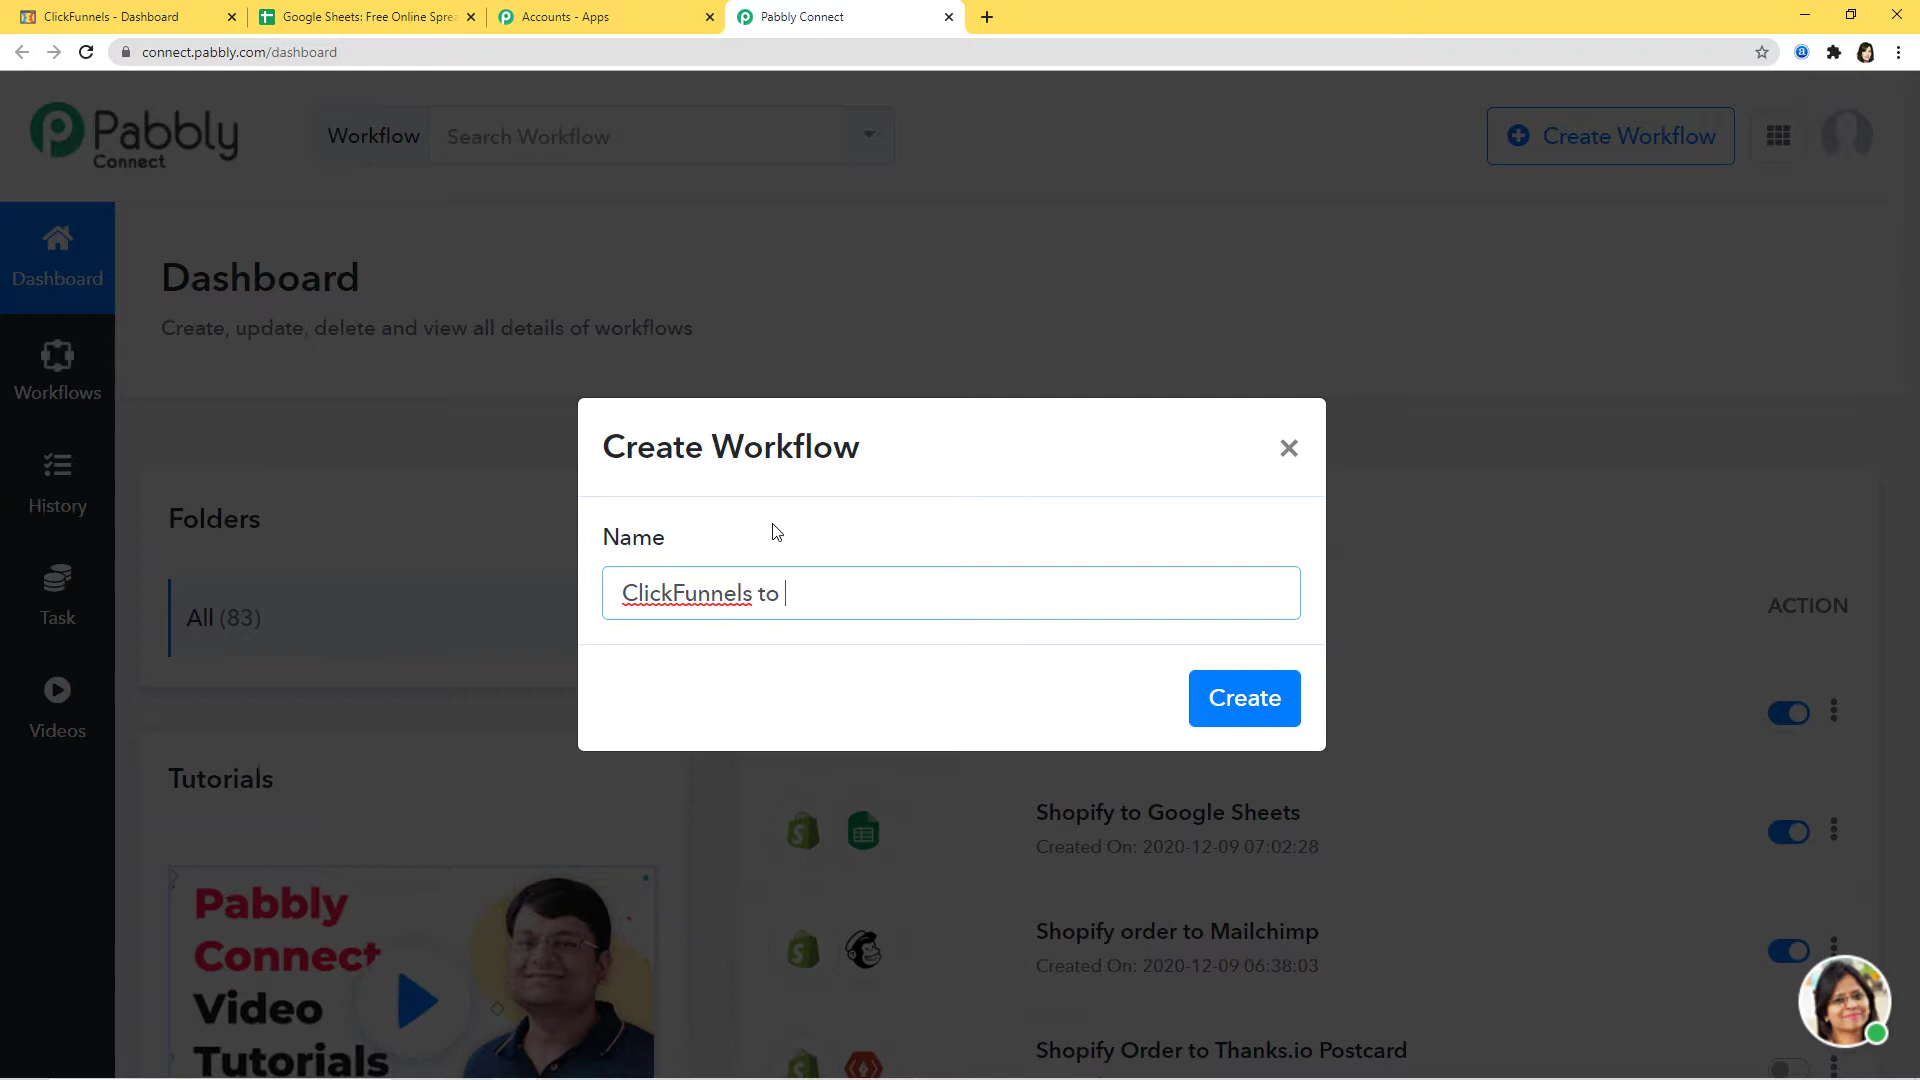 ClickFunnels - Dashboard
Google Sheets: Free Online Sprea
Accounts - Apps
Pabbly Connect
connect.pabbly.com/dashboard
Pabbly
Connect
Workflow
Search Workflow
Create Workflow
Dashboard
Dashboard
Create, update, delete and view all details of workflows
Workflows
History
Task
Videos
Folders
All (83)
Create Workflow
Name
ClickFunnels to
Create
ACTION
Tutorials
Pabbly
Connect
Video
Tutorials
Shopify to Google Sheets
Created On: 2020-12-09 07:02:28
Shopify order to Mailchimp
Created On: 2020-12-09 06:38:03
Shopify Order to Thanks.io Postcard